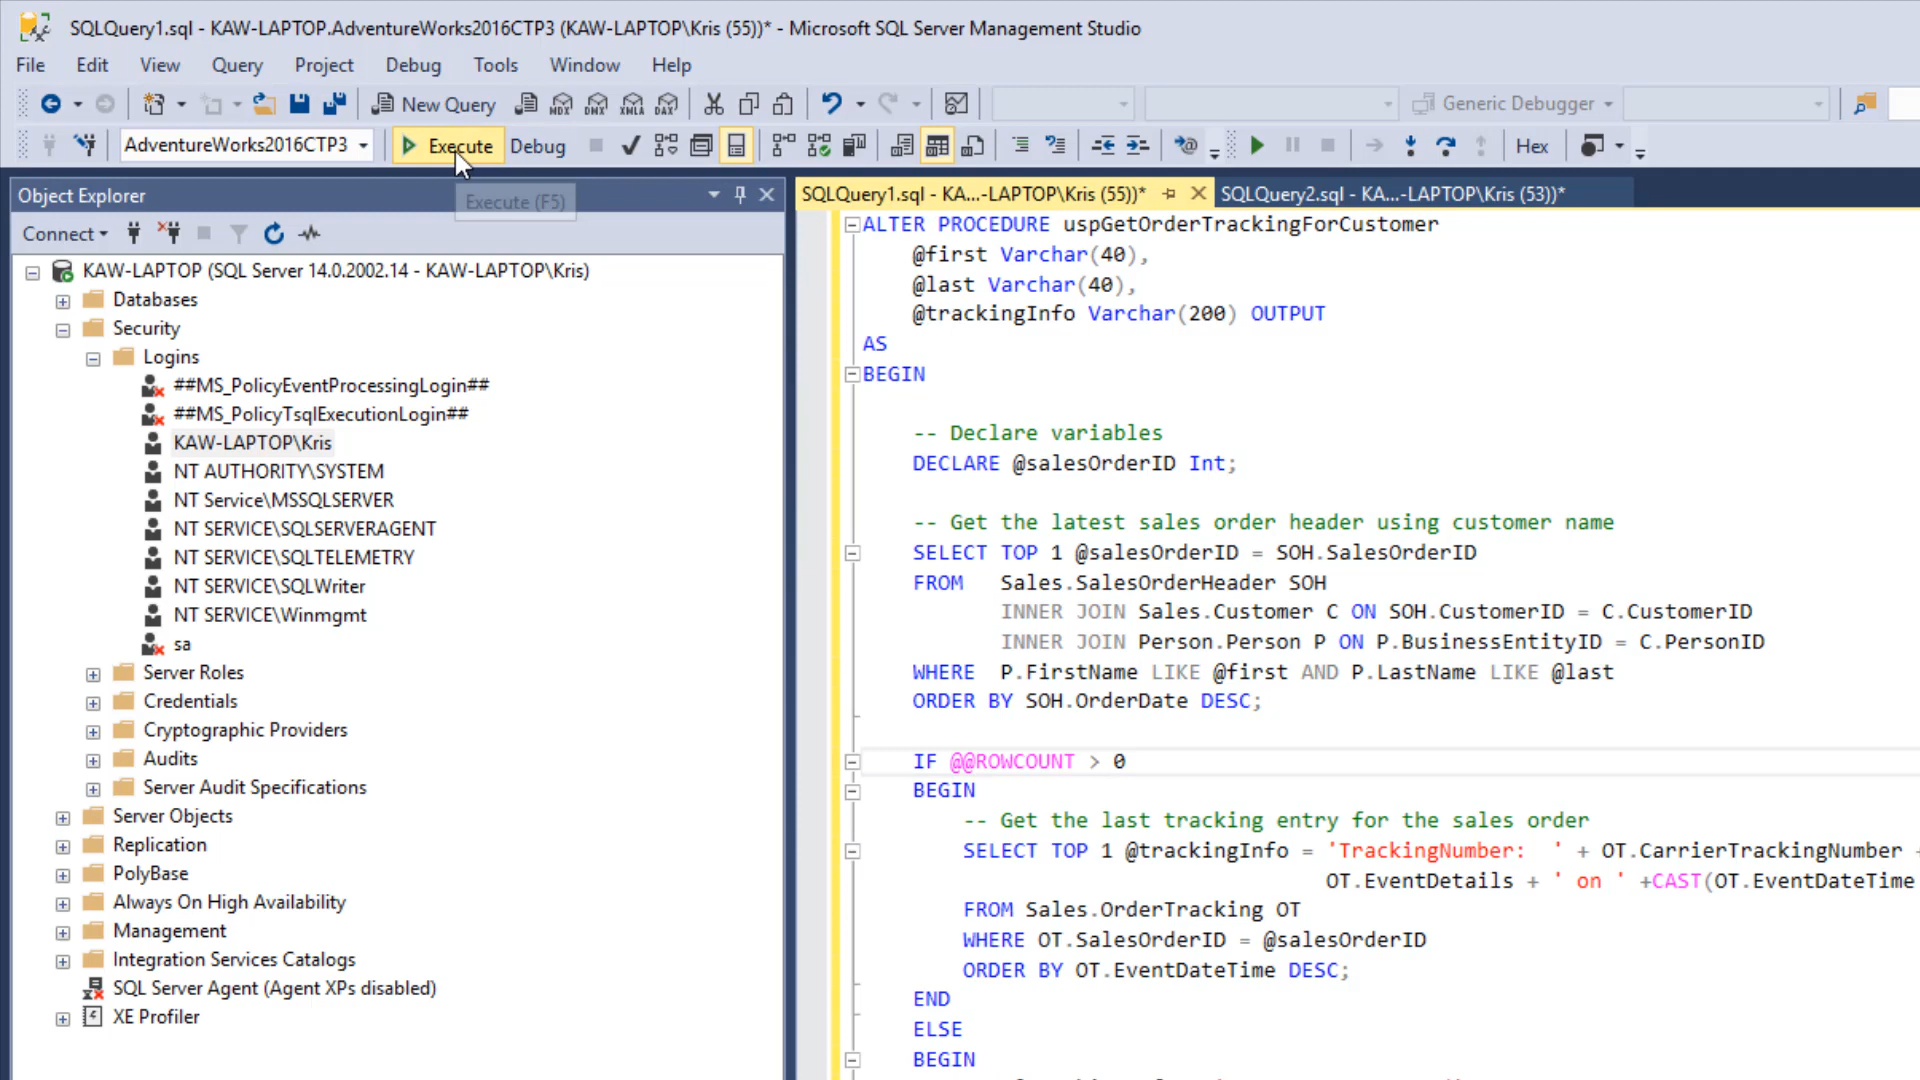 SQLQuery1.sql - KAW-LAPTOP.AdventureWorks2016CTP3 (KAW-LAPTOP\Kris (55))* - Microsoft SQL Server Management Studio
File Edit View Query Project Debug Tools Window Help
New Query MDX DMX XMLA DAX Generic Debugger
AdventureWorks2016CTP3 Execute Debug Hex
Execute (F5)
Object Explorer
Connect
KAW-LAPTOP (SQL Server 14.0.2002.14 - KAW-LAPTOP\Kris)
Databases
Security
Logins
##MS_PolicyEventProcessingLogin##
##MS_PolicyTsqlExecutionLogin##
KAW-LAPTOP\Kris
NT AUTHORITY\SYSTEM
NT Service\MSSQLSERVER
NT SERVICE\SQLSERVERAGENT
NT SERVICE\SQLTELEMETRY
NT SERVICE\SQLWriter
NT SERVICE\Winmgmt
sa
Server Roles
Credentials
Cryptographic Providers
Audits
Server Audit Specifications
Server Objects
Replication
PolyBase
Always On High Availability
Management
Integration Services Catalogs
SQL Server Agent (Agent XPs disabled)
XE Profiler
SQLQuery1.sql - KA...-LAPTOP\Kris (55))* SQLQuery2.sql - KA...-LAPTOP\Kris (53))*
ALTER PROCEDURE uspGetOrderTrackingForCustomer
@first Varchar(40),
@last Varchar(40),
@trackingInfo Varchar(200) OUTPUT
AS
BEGIN
-- Declare variables
DECLARE @salesOrderID Int;
-- Get the latest sales order header using customer name
SELECT TOP 1 @salesOrderID = SOH.SalesOrderID
FROM Sales.SalesOrderHeader SOH
INNER JOIN Sales.Customer C ON SOH.CustomerID = C.CustomerID
INNER JOIN Person.Person P ON P.BusinessEntityID = C.PersonID
WHERE P.FirstName LIKE @first AND P.LastName LIKE @last
ORDER BY SOH.OrderDate DESC;
IF @@ROWCOUNT > 0
BEGIN
-- Get the last tracking entry for the sales order
SELECT TOP 1 @trackingInfo = 'TrackingNumber: ' + OT.CarrierTrackingNumber +
OT.EventDetails + ' on ' +CAST(OT.EventDateTime
FROM Sales.OrderTracking OT
WHERE OT.SalesOrderID = @salesOrderID
ORDER BY OT.EventDateTime DESC;
END
ELSE
BEGIN